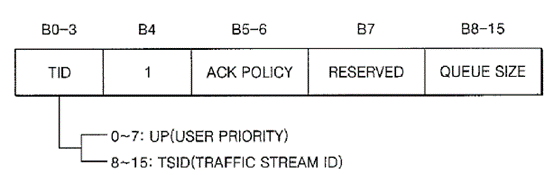 B0-3 B4 B5-6 B7 B8-15
TID 1 ACK POLICY RESERVED QUEUE SIZE
0~7: UP(USER PRIORITY)
8~15: TSID(TRAFFIC STREAM ID)